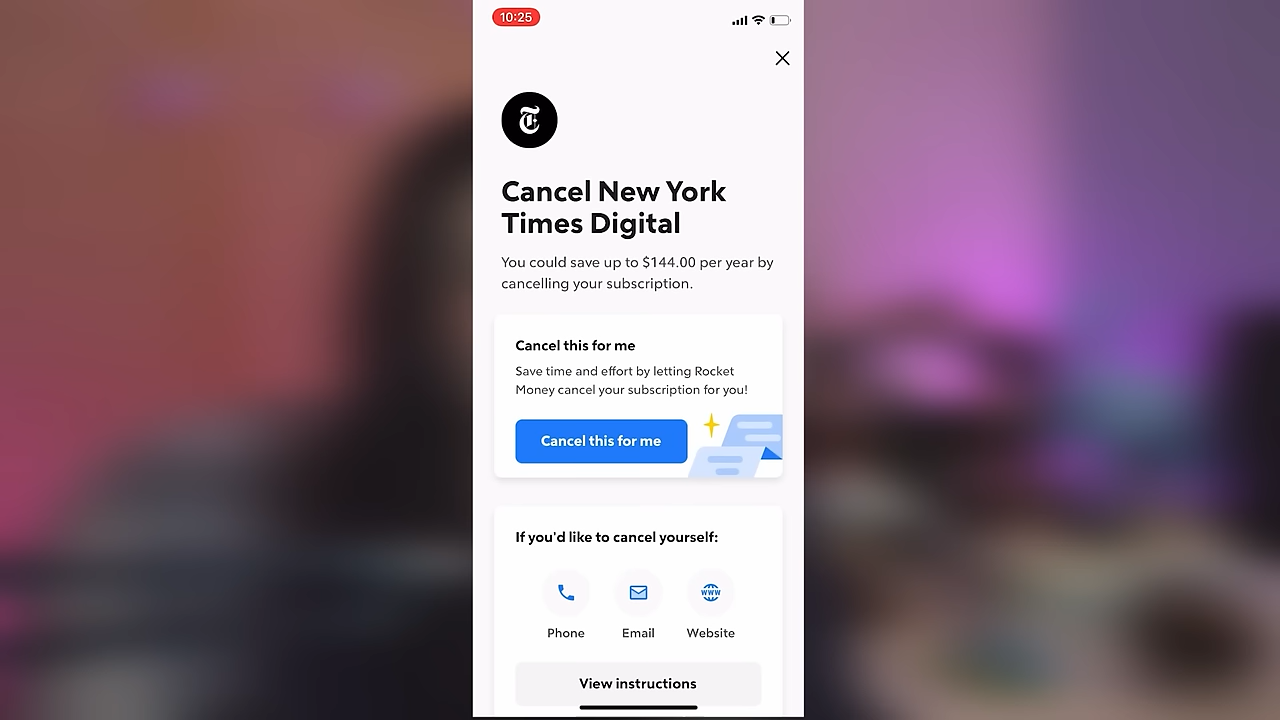 10:25
Cancel New York
Times Digital
You could save up to $144.00 per year by
cancelling your subscription.
Cancel this for me
Save time and effort by letting Rocket
Money cancel your subscription for you!
Cancel this for me
If you'd like to cancel yourself:
www
Phone Email Website
View instructions